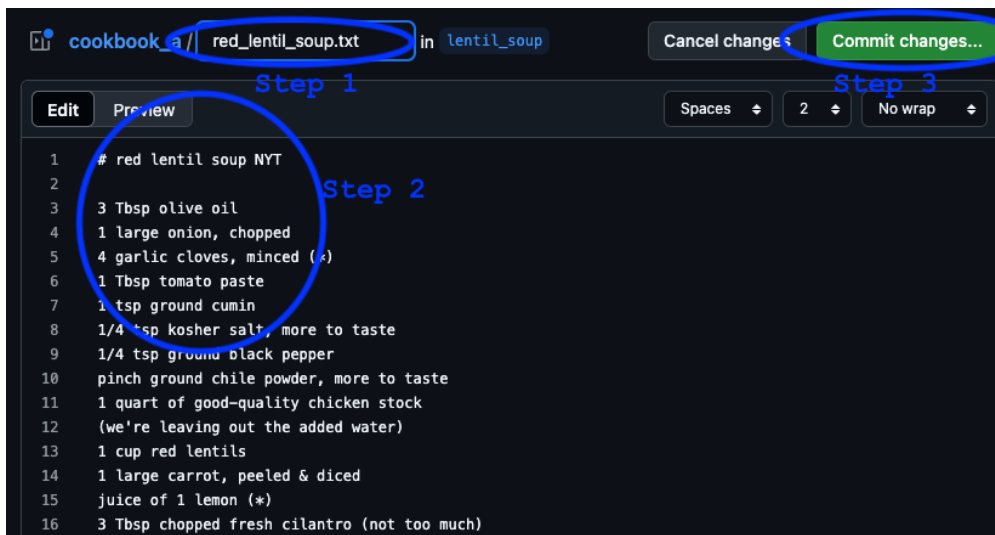 cookbook_a / red_lentil_soup.txt in lentil_soup Cancel changes Commit changes...
Step 1
Step 3
Edit Preview Spaces 2 No wrap
1 # red lentil soup NYT
2
Step 2
3 3 Tbsp olive oil
4 1 large onion, chopped
5 4 garlic cloves, minced (*)
6 1 Tbsp tomato paste
7 1 tsp ground cumin
8 1/4 tsp kosher salt, more to taste
9 1/4 tsp ground black pepper
10 pinch ground chile powder, more to taste
11 1 quart of good-quality chicken stock
12 (we're leaving out the added water)
13 1 cup red lentils
14 1 large carrot, peeled & diced
15 juice of 1 lemon (*)
16 3 Tbsp chopped fresh cilantro (not too much)